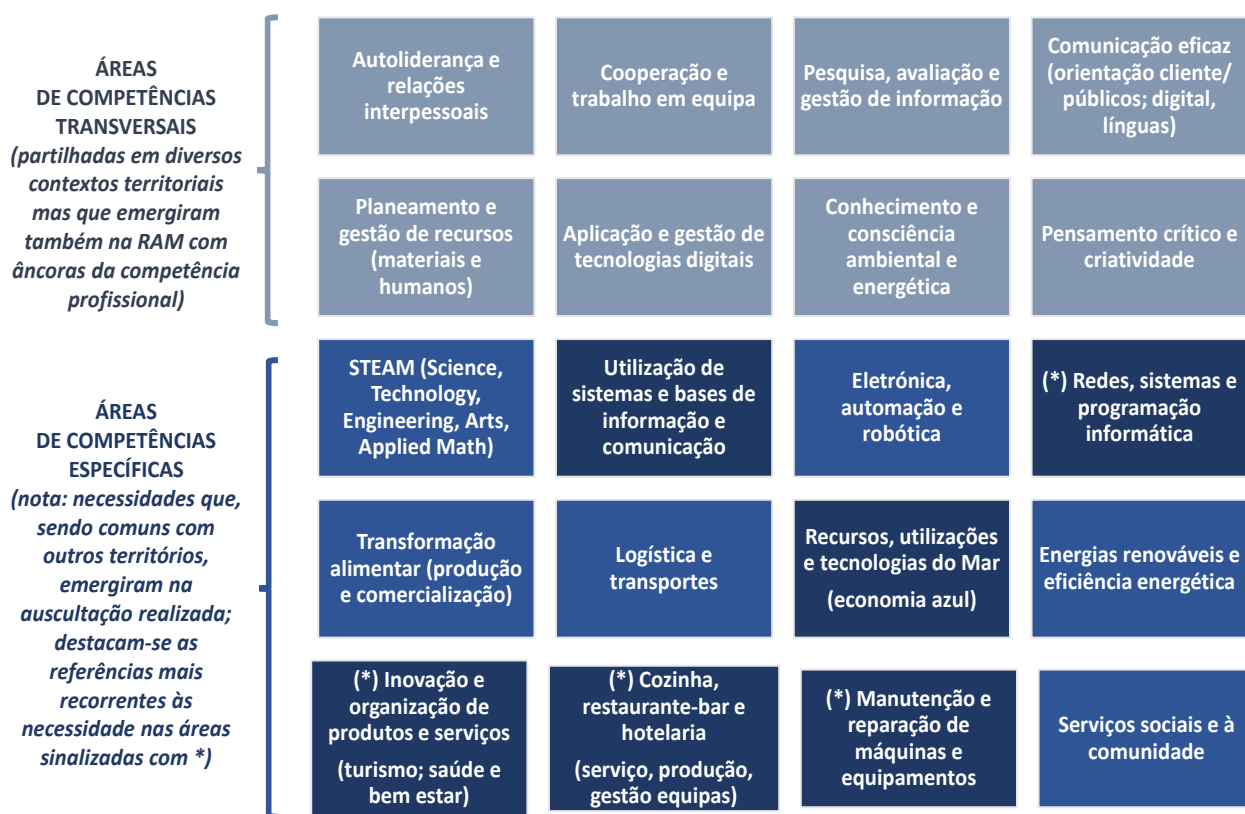 ÁREAS
DE COMPETÊNCIAS
TRANSVERSAIS
(partilhadas em diversos
contextos territoriais
mas que emergiram
também na RAM com
âncoras da competência
profissional)
Autoliderança e
relações
interpessoais
Cooperação e
trabalho em equipa
Pesquisa, avaliação e
gestão de informação
Comunicação eficaz
(orientação cliente/
públicos; digital,
línguas)
Planeamento e
gestão de recursos
(materiais e
humanos)
Aplicação e gestão de
tecnologias digitais
Conhecimento e
consciência
ambiental e
energética
Pensamento crítico e
criatividade
ÁREAS
DE COMPETÊNCIAS
ESPECÍFICAS
(nota: necessidades que,
sendo comuns com
outros territórios,
emergiram na
auscultação realizada;
destacam-se as
referências mais
recorrentes às
necessidade nas áreas
sinalizadas com *)
STEAM (Science,
Technology,
Engineering, Arts,
Applied Math)
Utilização de
sistemas e bases de
informação e
comunicação
Eletrónica,
automação e
robótica
(*) Redes, sistemas e
programação
informática
Transformação
alimentar (produção
e comercialização)
Logística e
transportes
Recursos, utilizações
e tecnologias do Mar
(economia azul)
Energias renováveis e
eficiência energética
(*) Inovação e
organização de
produtos e serviços
(turismo; saúde e
bem estar)
(*) Cozinha,
restaurante-bar e
hotelaria
(serviço, produção,
gestão equipas)
(*) Manutenção e
reparação de
máquinas e
equipamentos
Serviços sociais e à
comunidade